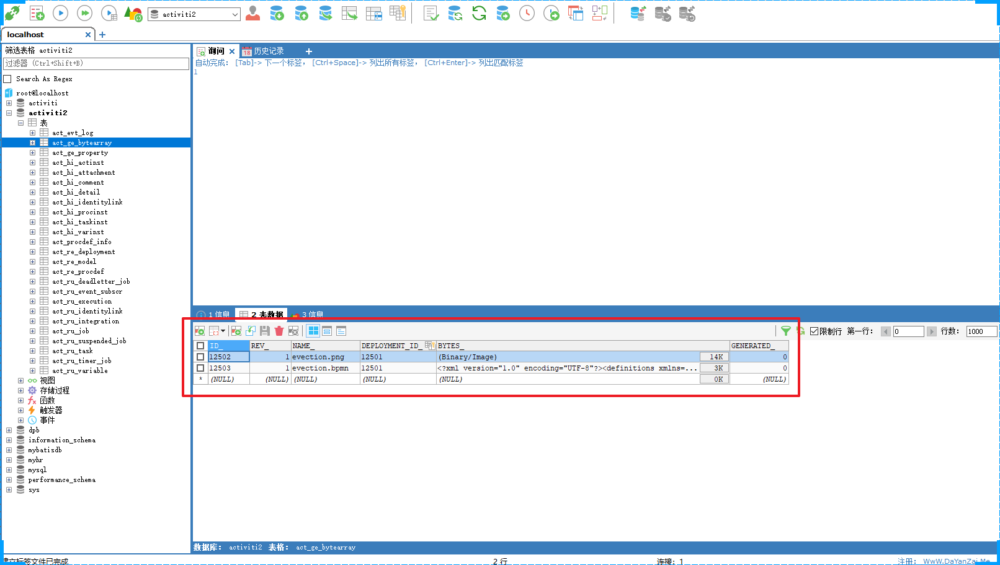 activiti2
localhost
筛选表格 activiti2
过滤器 (Ctrl+Shift+B)
Search As Regex
root@localhost
activiti
activiti2
表
act_evt_log
act_ge_bytearray
act_ge_property
act_hi_actinst
act_hi_attachment
act_hi_comment
act_hi_detail
act_hi_identitylink
act_hi_procinst
act_hi_taskinst
act_hi_varinst
act_procdef_info
act_re_deployment
act_re_model
act_re_procdef
act_ru_deadletter_job
act_ru_event_subscr
act_ru_execution
act_ru_identitylink
act_ru_integration
act_ru_job
act_ru_suspended_job
act_ru_task
act_ru_timer_job
act_ru_variable
视图
存储过程
函数
触发器
事件
dpb
information_schema
mybatisdb
myhr
mysql
performance_schema
sys
询问 18 历史记录
自动完成: [Tab]-> 下一个标签, [Ctrl+Space]-> 列出所有标签, [Ctrl+Enter]-> 列出匹配标签
1
1 信息 2 表数据 3 信息
限制行 第一行: 0 行数: 1000
ID_ REV_ NAME_ DEPLOYMENT_ID_ BYTES_ GENERATED_
12502 1 evection.png 12501 (Binary/Image) 14K 0
12503 1 evection.bpmn 12501 <?xml version="1.0" encoding="UTF-8"?><definitions xmlns=... 3K 0
* (NULL) (NULL) (NULL) (NULL) (NULL) 0K (NULL)
数据库: activiti2 表格: act_ge_bytearray
建立标签文件已完成 2 行 连接: 1 注册: WwW.DaYanZai.Me